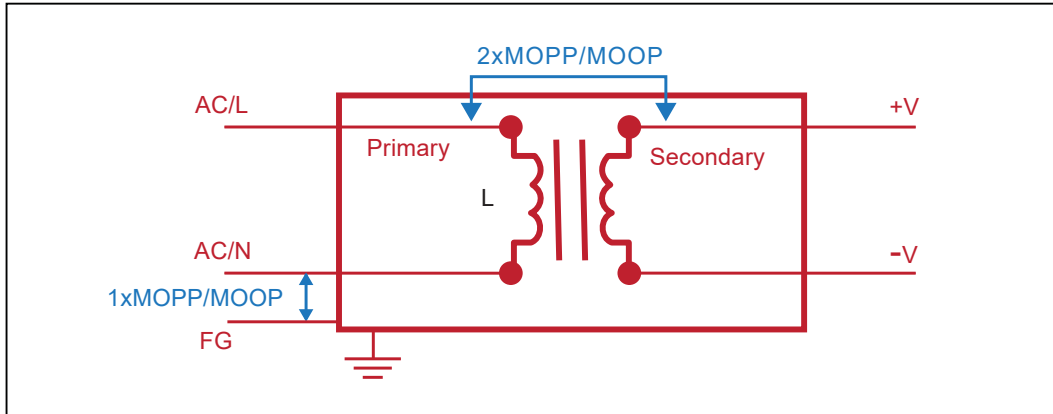 2xMOPP/MOOP
AC/L
+V
Primary
Secondary
L
AC/N
-V
1xMOPP/MOOP
FG